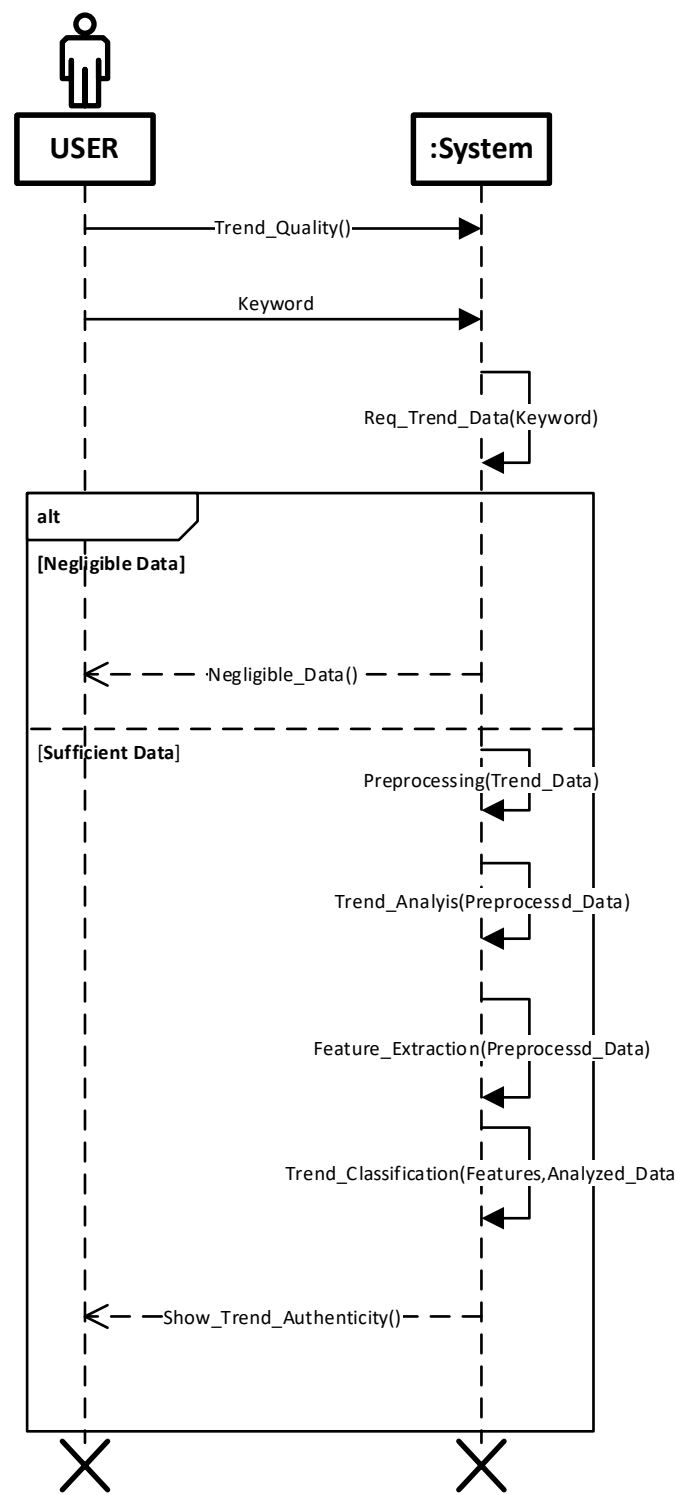 USER
:System
Trend_Quality()
Keyword
Req_Trend_Data(Keyword)
alt
[Negligible Data]
Negligible_Data()
[Sufficient Data]
Preprocessing(Trend_Data)
Trend_Analyis(Preprocessd_Data)
Feature_Extraction(Preprocessd_Data)
Trend_Classification(Features,Analyzed_Data
Show_Trend_Authenticity()